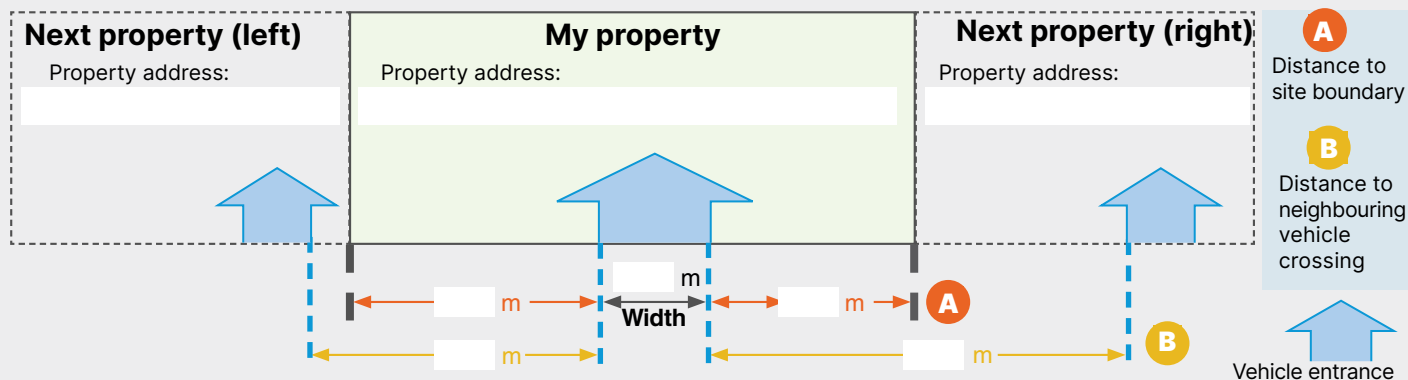 Next property (left)
Property address:
My property
Property address:
Next property (right)
Property address:
A
Distance to
site boundary
B
Distance to
neighbouring
vehicle
crossing
m
m
Width
m
A
m
m
B
Vehicle entrance